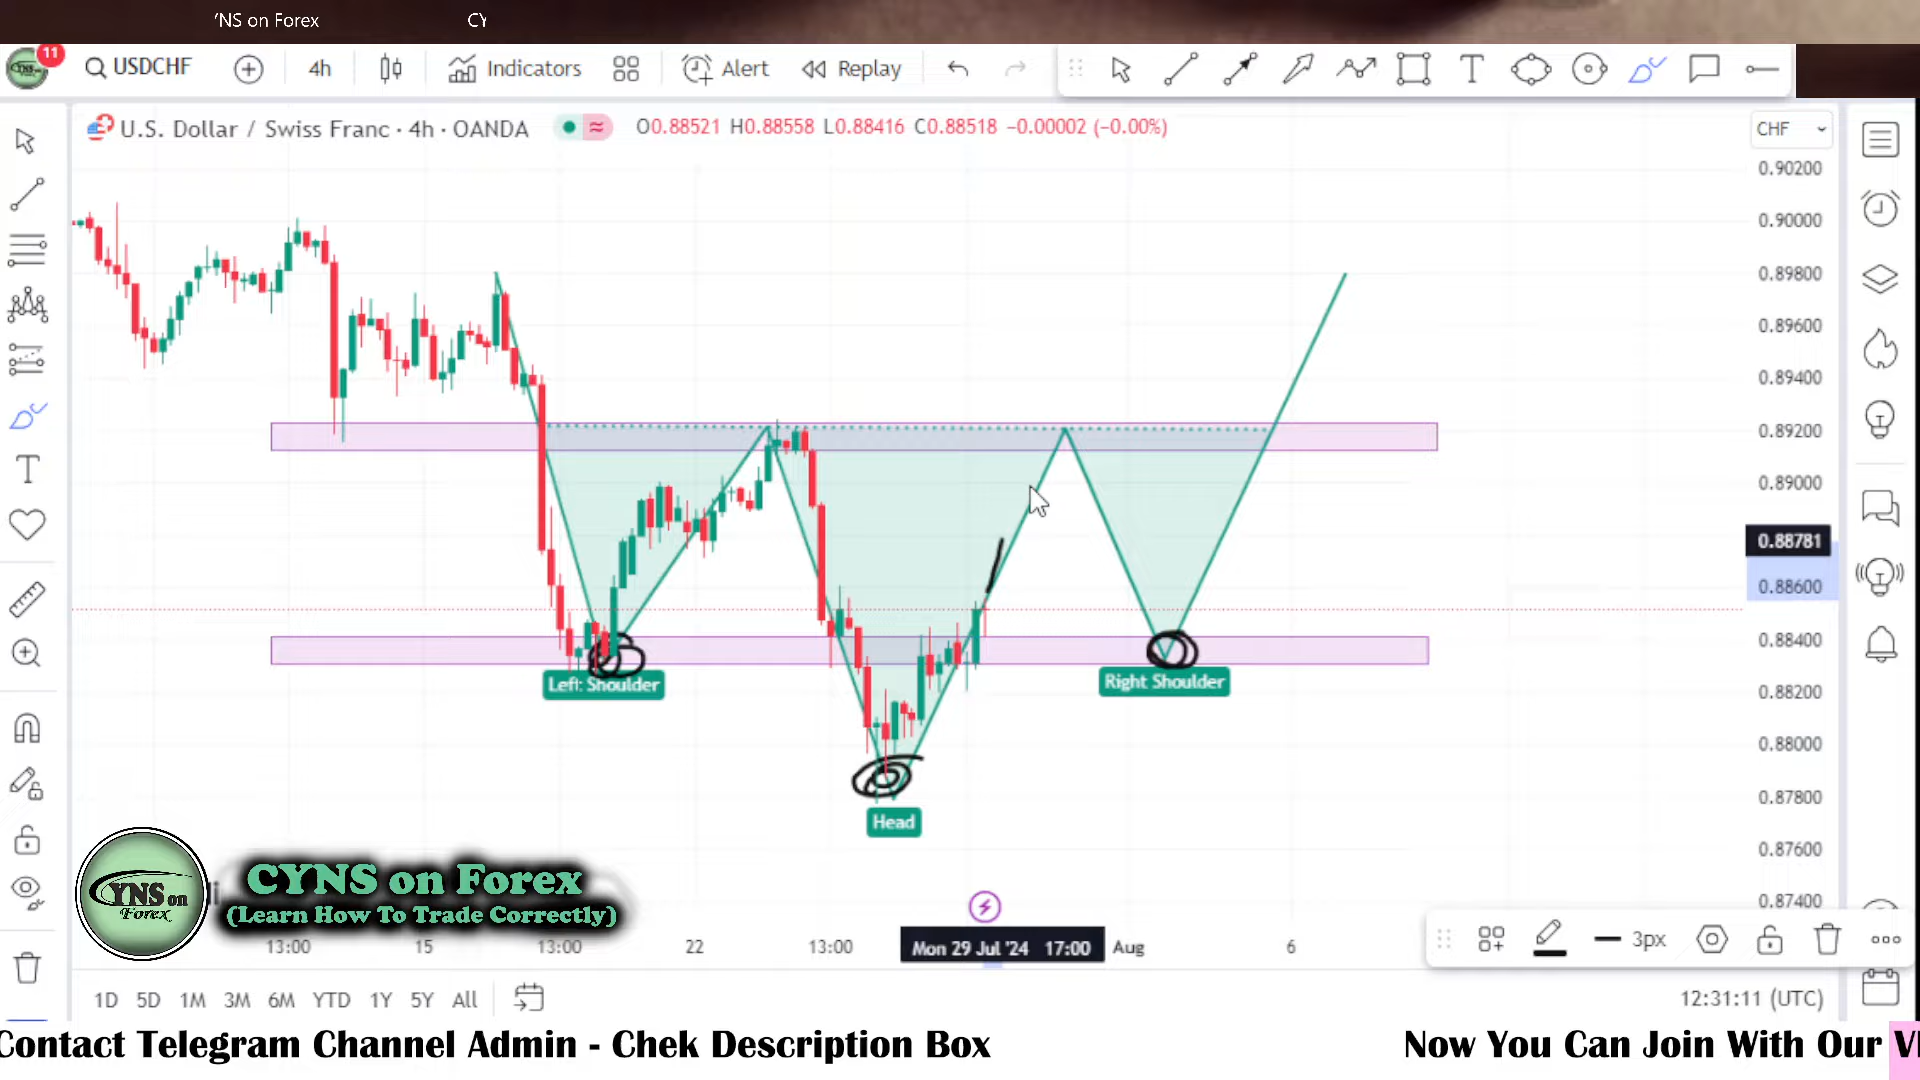 'NS on Forex CY
11
USDCHF 4h Indicators Alert Replay
U.S. Dollar / Swiss Franc · 4h · OANDA O0.88521 H0.88558 L0.88416 C0.88518 −0.00002 (−0.00%)
CHF
0.90200
0.90000
0.89800
0.89600
0.89400
0.89200
0.89000
0.88781
0.88600
0.88400
0.88200
0.88000
0.87800
0.87600
0.87400
Left Shoulder
Right Shoulder
Head
YNS on
Forex
CYNS on Forex
(Learn How To Trade Correctly)
13:00 15 13:00 22 13:00 Mon 29 Jul '24 17:00 Aug 6
3px
1D 5D 1M 3M 6M YTD 1Y 5Y All
12:31:11 (UTC)
Contact Telegram Channel Admin - Chek Description Box Now You Can Join With Our